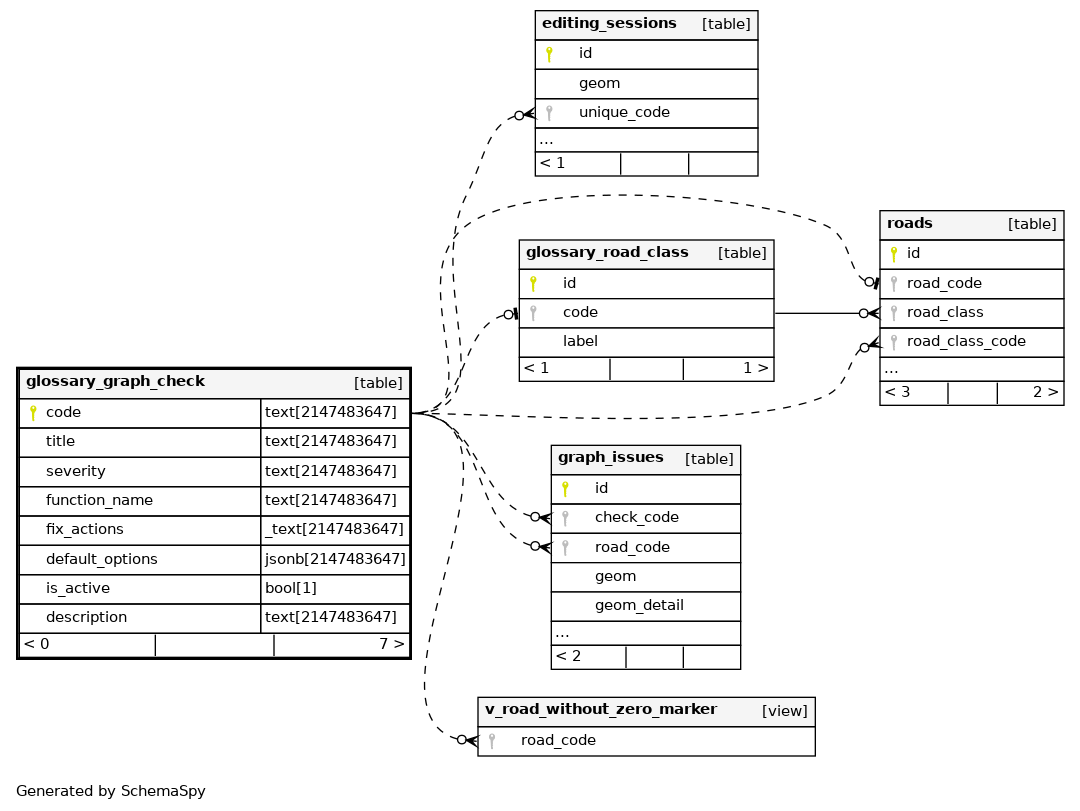 editing_sessions [table]
id
geom
unique_code
...
< 1
glossary_road_class [table]
id
code
label
< 1 1 >
roads [table]
id
road_code
road_class
road_class_code
...
< 3 2 >
glossary_graph_check [table]
code text[2147483647]
title text[2147483647]
severity text[2147483647]
function_name text[2147483647]
fix_actions _text[2147483647]
default_options jsonb[2147483647]
is_active bool[1]
description text[2147483647]
< 0 7 >
graph_issues [table]
id
check_code
road_code
geom
geom_detail
...
< 2
v_road_without_zero_marker [view]
road_code
Generated by SchemaSpy